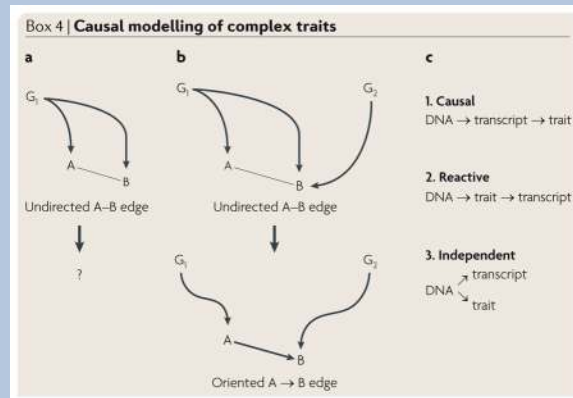 Box 4 | Causal modelling of complex traits
a
G₁
A
B
Undirected A–B edge
?
b
G₁
G₂
A
B
Undirected A–B edge
G₁
G₂
A
B
Oriented A → B edge
c
1. Causal
DNA → transcript → trait
2. Reactive
DNA → trait → transcript
3. Independent
transcript
DNA
trait